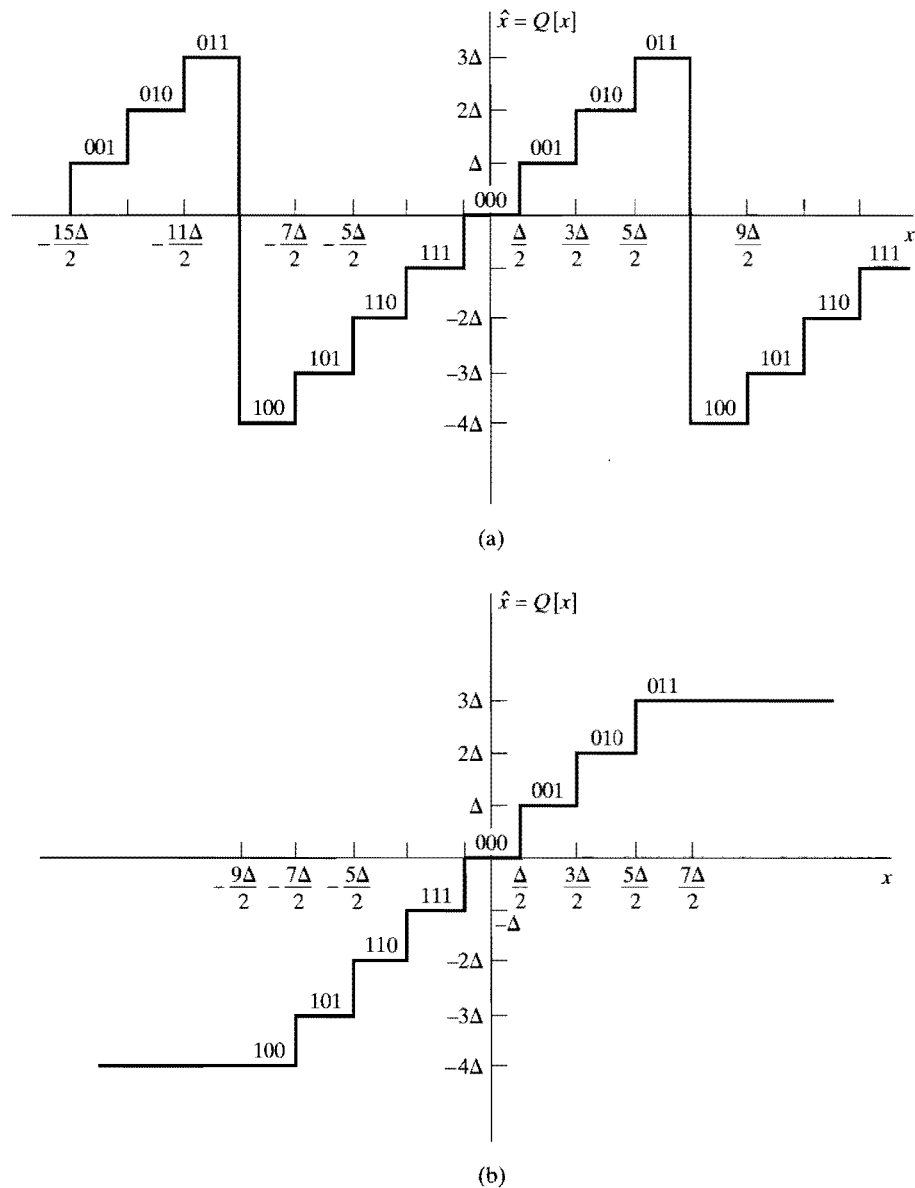 x̂ = Q[x]
011 011
3Δ
010 010
2Δ
001 001
Δ
000
-15Δ/2 -11Δ/2 -7Δ/2 -5Δ/2 Δ/2 3Δ/2 5Δ/2 9Δ/2 x
111 111
110 110
-2Δ
101 101
-3Δ
100 100
-4Δ
(a)
x̂ = Q[x]
011
3Δ
010
2Δ
001
Δ
000
-9Δ/2 -7Δ/2 -5Δ/2 Δ/2 3Δ/2 5Δ/2 7Δ/2 x
111
-Δ
110
-2Δ
101
-3Δ
100
-4Δ
(b)